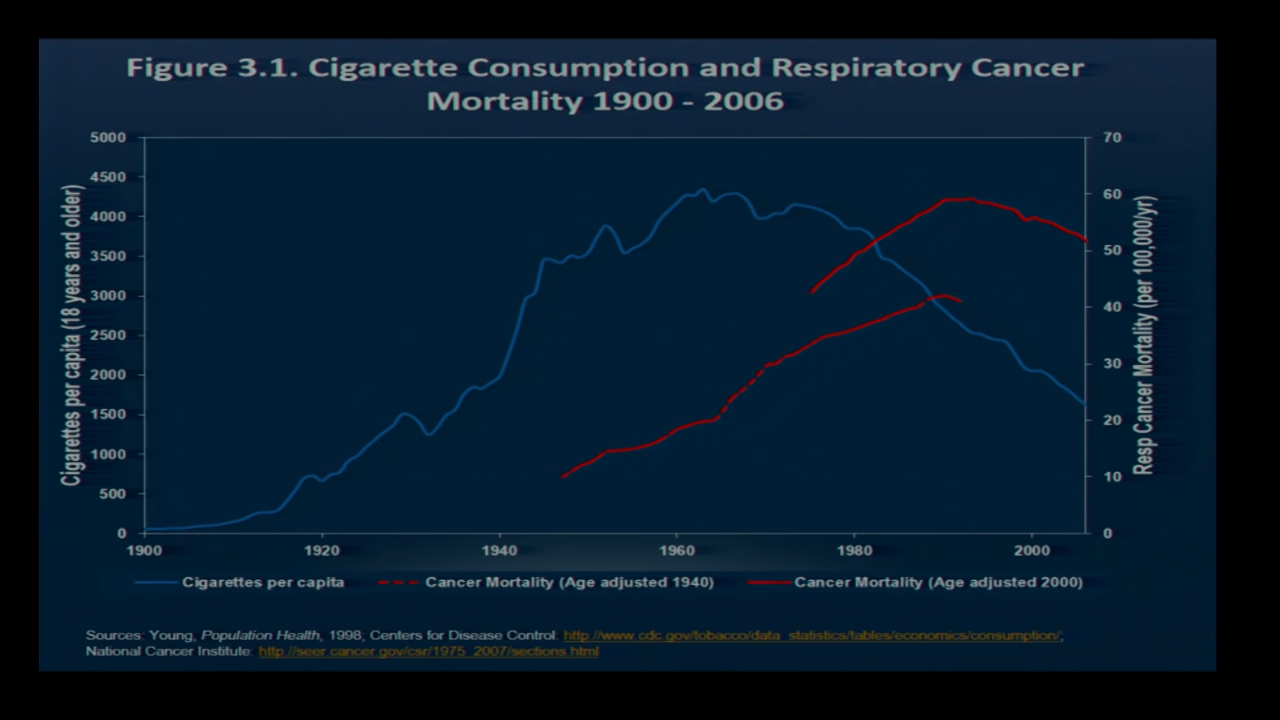 Figure 3.1. Cigarette Consumption and Respiratory Cancer
Mortality 1900 - 2006
5000
4500
4000
3500
3000
2500
2000
1500
1000
500
0
Cigarettes per capita (18 years and older)
70
60
50
40
30
20
10
0
Resp Cancer Mortality (per 100,000/yr)
1900 1920 1940 1960 1980 2000
Cigarettes per capita Cancer Mortality (Age adjusted 1940) Cancer Mortality (Age adjusted 2000)
Sources: Young, Population Health, 1998; Centers for Disease Control: http://www.cdc.gov/tobacco/data_statistics/tables/economics/consumption/;
National Cancer Institute: http://seer.cancer.gov/csr/1975_2007/sections.html